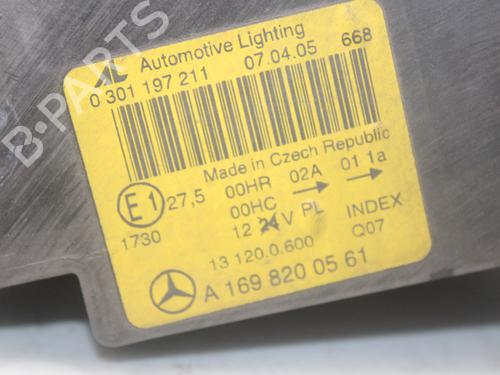 Automotive Lighting
0 301 197 211 07.04.05 668
Made in Czech Republic
E1 27,5 00HR 02A 01 1a
00HC
1730 12 24 V PL INDEX
13 120.0.600 Q07
A 169 820 05 61
B-PARTS